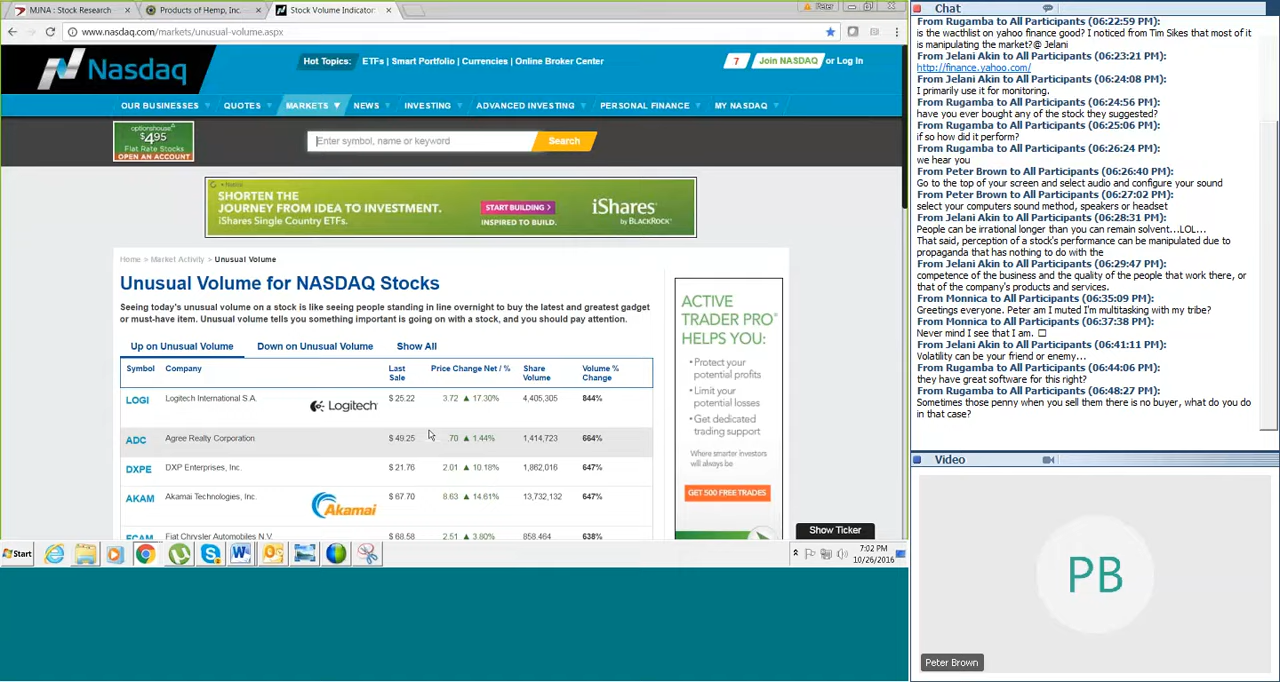 MJNA : Stock Research
Products of Hemp, Inc.
Stock Volume Indicator:
Peter
www.nasdaq.com/markets/unusual-volume.aspx
Nasdaq
Hot Topics: ETFs | Smart Portfolio | Currencies | Online Broker Center
7 Join NASDAQ or Log In
OUR BUSINESSES QUOTES MARKETS NEWS INVESTING ADVANCED INVESTING PERSONAL FINANCE MY NASDAQ
optionshouse
$4.95
Flat Rate Stocks
OPEN AN ACCOUNT
Enter symbol, name or keyword Search
SHORTEN THE
JOURNEY FROM IDEA TO INVESTMENT.
iShares Single Country ETFs.
START BUILDING >
INSPIRED TO BUILD.
iShares
by BLACKROCK
Home > Market Activity > Unusual Volume
Unusual Volume for NASDAQ Stocks
Seeing today's unusual volume on a stock is like seeing people standing in line overnight to buy the latest and greatest gadget
or must-have item. Unusual volume tells you something important is going on with a stock, and you should pay attention.
Up on Unusual Volume Down on Unusual Volume Show All
Symbol Company Last Sale Price Change Net / % Share Volume Volume % Change
LOGI Logitech International S.A. Logitech $ 25.22 3.72 ▲ 17.30% 4,405,305 844%
ADC Agree Realty Corporation $ 49.25 .70 ▲ 1.44% 1,414,723 664%
DXPE DXP Enterprises, Inc. $ 21.76 2.01 ▲ 10.18% 1,862,016 647%
AKAM Akamai Technologies, Inc. Akamai $ 67.70 8.63 ▲ 14.61% 13,732,132 647%
Fiat Chrysler Automobiles N.V. $ 68.58 2.51 ▲ 3.80% 858,464 638%
ACTIVE
TRADER PRO
HELPS YOU:
• Protect your
potential profits
• Limit your
potential losses
• Get dedicated
trading support
Where smarter investors
will always be
GET 500 FREE TRADES
Show Ticker
Start
7:02 PM
10/26/2016
Chat
From Rugamba to All Participants (06:22:59 PM):
is the wacthlist on yahoo finance good? I noticed from Tim Sikes that most of it
is manipulating the market?@ Jelani
From Jelani Akin to All Participants (06:23:21 PM):
http://finance.yahoo.com/
From Jelani Akin to All Participants (06:24:08 PM):
I primarily use it for monitoring.
From Rugamba to All Participants (06:24:56 PM):
have you ever bought any of the stock they suggested?
From Rugamba to All Participants (06:25:06 PM):
if so how did it perform?
From Rugamba to All Participants (06:26:24 PM):
we hear you
From Peter Brown to All Participants (06:26:40 PM):
Go to the top of your screen and select audio and configure your sound
From Peter Brown to All Participants (06:27:02 PM):
select your computers sound method, speakers or headset
From Jelani Akin to All Participants (06:28:31 PM):
People can be irrational longer than you can remain solvent...LOL...
That said, perception of a stock's performance can be manipulated due to
propaganda that has nothing to do with the
From Jelani Akin to All Participants (06:29:47 PM):
competence of the business and the quality of the people that work there, or
that of the company's products and services.
From Monnica to All Participants (06:35:09 PM):
Greetings everyone. Peter am I muted I'm multitasking with my tribe?
From Monnica to All Participants (06:37:38 PM):
Never mind I see that I am. □
From Jelani Akin to All Participants (06:41:11 PM):
Volatility can be your friend or enemy...
From Rugamba to All Participants (06:44:06 PM):
they have great software for this right?
From Rugamba to All Participants (06:48:27 PM):
Sometimes those penny when you sell them there is no buyer, what do you do
in that case?
Video
PB
Peter Brown